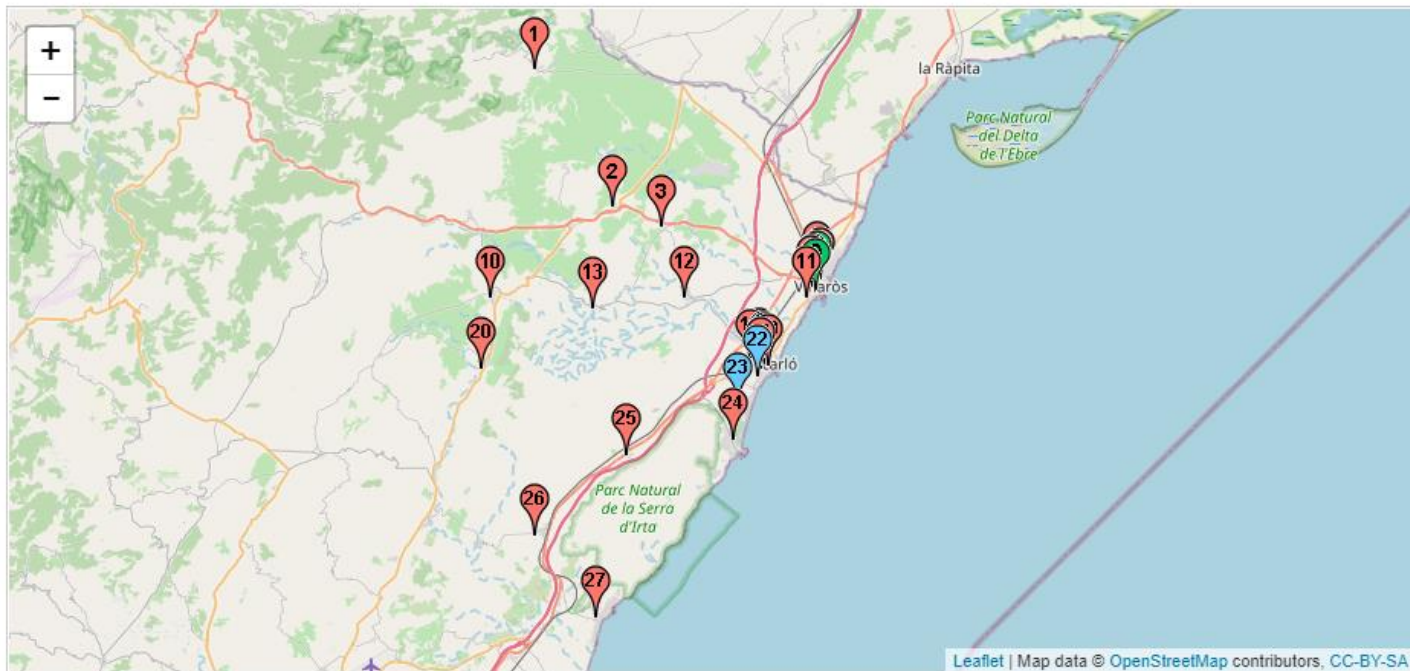 +
−
1
la Ràpita
Parc Natural
del Delta
de l'Ebre
2
3
11
10
13
12
20
22
23
24
25
Parc Natural
de la Serra
d'Irta
26
27
Leaflet | Map data © OpenStreetMap contributors, CC-BY-SA